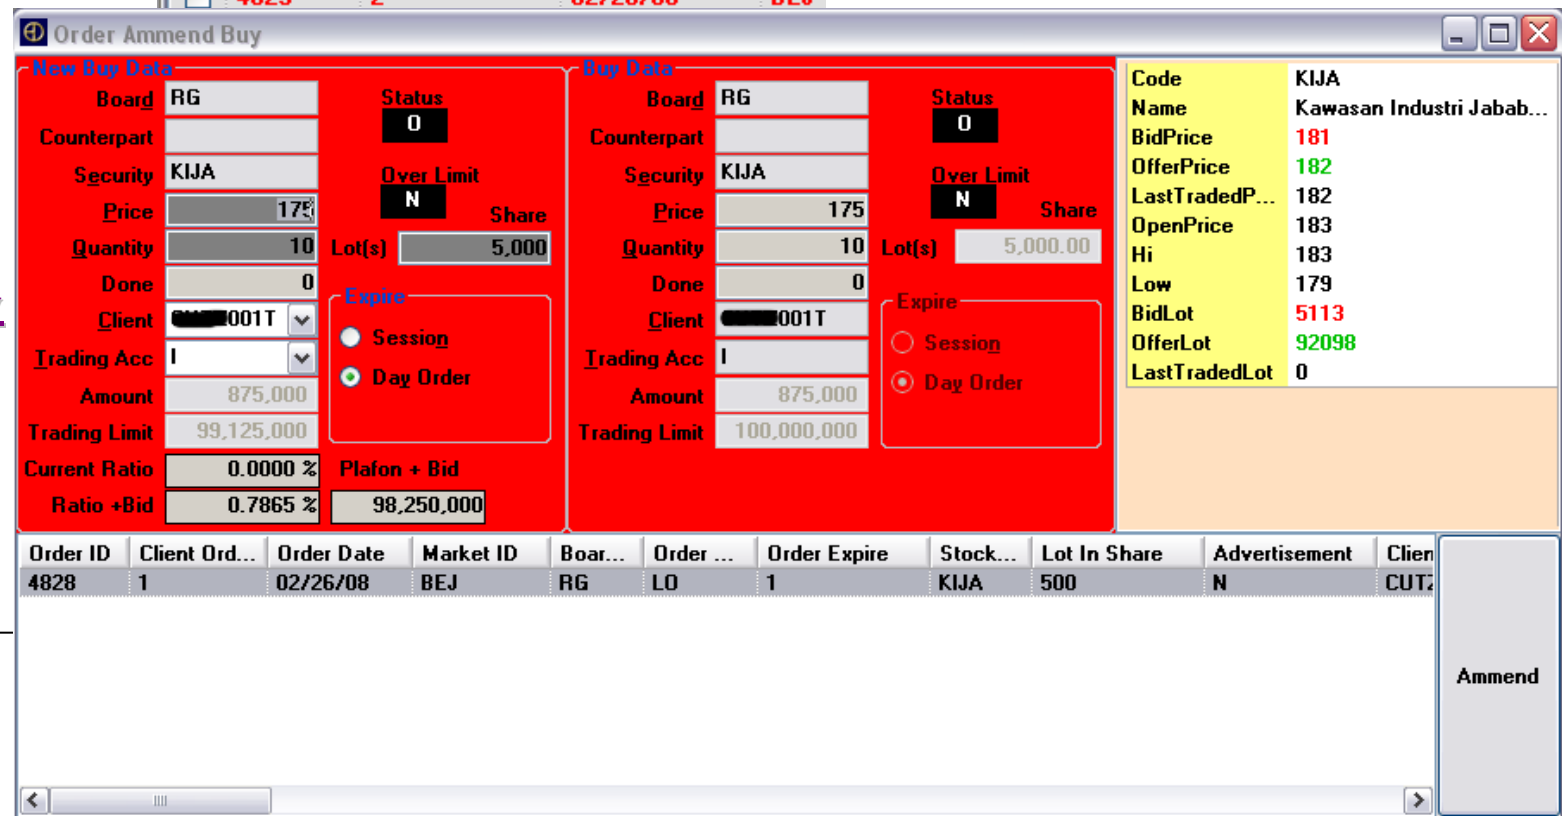 4825 2 02/26/08 BEJ
Order Ammend Buy
New Buy Data
Board RG Status
O
Counterpart
Security KIJA Over Limit
N
Price 175 Share
Quantity 10 Lot(s) 5,000
Done 0
Expire
Client 001T
Session
Trading Acc I
Day Order
Amount 875,000
Trading Limit 99,125,000
Current Ratio 0.0000 % Plafon + Bid
Ratio +Bid 0.7865 % 98,250,000
Buy Data
Board RG Status
O
Counterpart
Security KIJA Over Limit
N
Price 175 Share
Quantity 10 Lot(s) 5,000.00
Done 0
Expire
Client 001T
Session
Trading Acc I
Day Order
Amount 875,000
Trading Limit 100,000,000
Code KIJA
Name Kawasan Industri Jabab...
BidPrice 181
OfferPrice 182
LastTradedP... 182
OpenPrice 183
Hi 183
Low 179
BidLot 5113
OfferLot 92098
LastTradedLot 0
Order ID Client Ord... Order Date Market ID Boar... Order ... Order Expire Stock... Lot In Share Advertisement Clien
4828 1 02/26/08 BEJ RG LO 1 KIJA 500 N CUTZ
Ammend